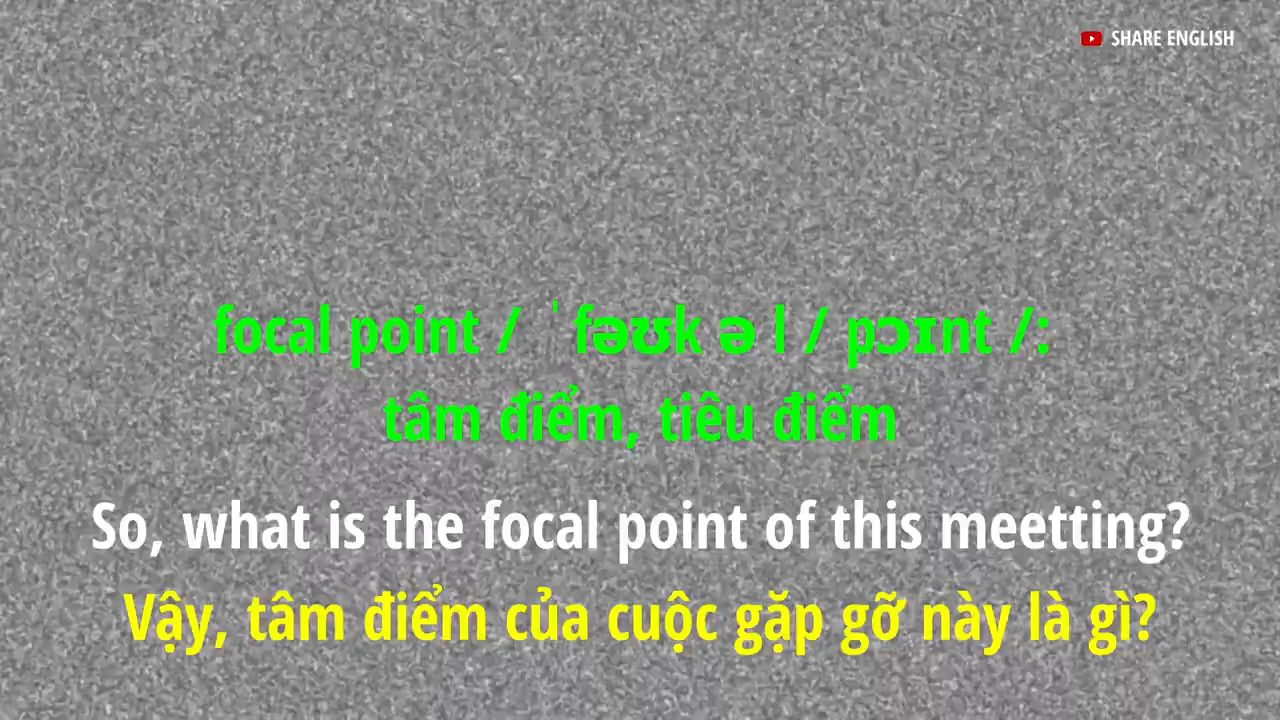 SHARE ENGLISH
focal point / ˈfəʊk ə l / pɔɪnt /:
tâm điểm, tiêu điểm
So, what is the focal point of this meetting?
Vậy, tâm điểm của cuộc gặp gỡ này là gì?